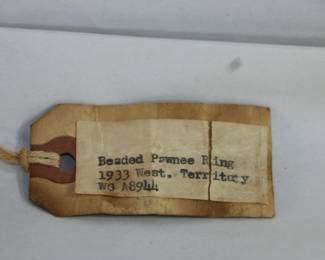 Beaded Pawnee Ring
1933 West. Territory
WG A8944